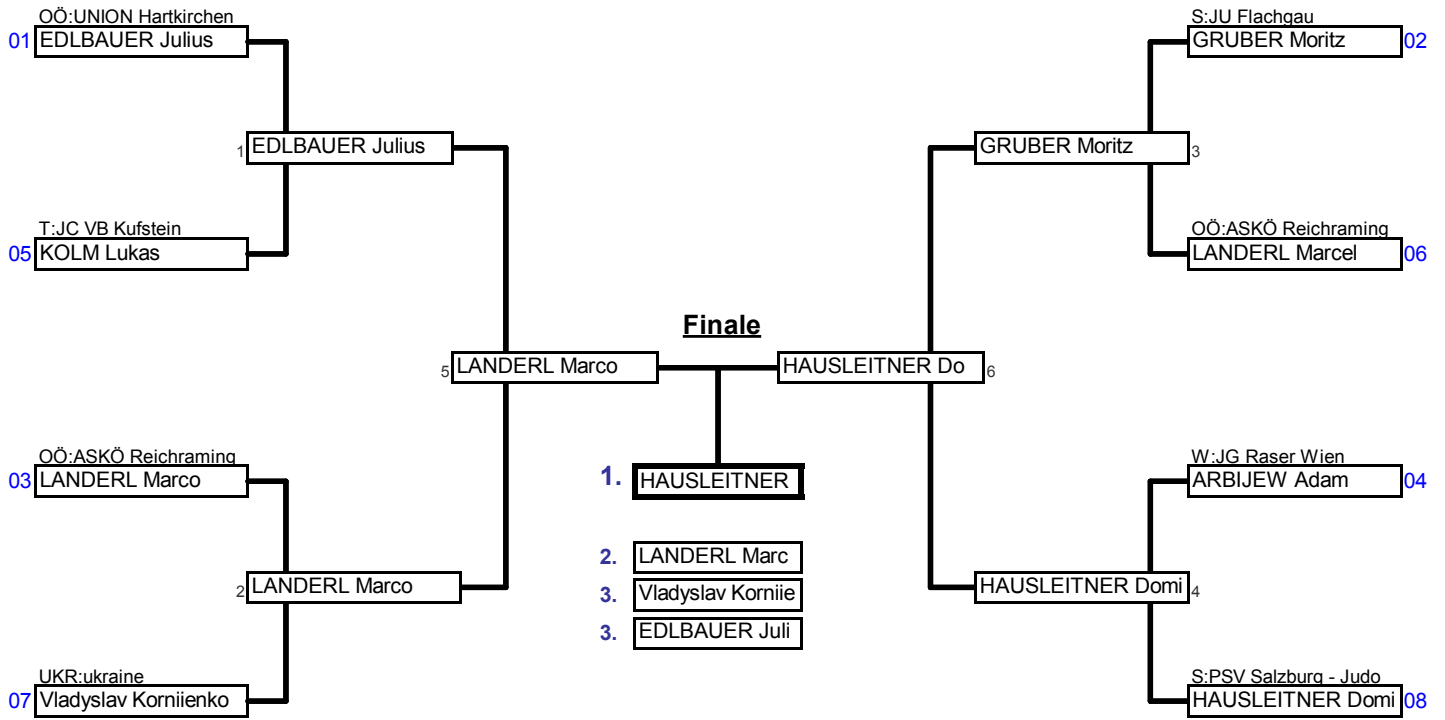 OÖ:UNION Hartkirchen
01 EDLBAUER Julius
S:JU Flachgau
GRUBER Moritz 02
1 EDLBAUER Julius
GRUBER Moritz 3
T:JC VB Kufstein
05 KOLM Lukas
OÖ:ASKÖ Reichraming
LANDERL Marcel 06
Finale
5 LANDERL Marco
HAUSLEITNER Do 6
OÖ:ASKÖ Reichraming
03 LANDERL Marco
1. HAUSLEITNER
W:JG Raser Wien
ARBIJEW Adam 04
2. LANDERL Marc
2 LANDERL Marco
3. Vladyslav Korniie
HAUSLEITNER Domi 4
3. EDLBAUER Juli
UKR:ukraine
07 Vladyslav Korniienko
S:PSV Salzburg - Judo
HAUSLEITNER Domi 08